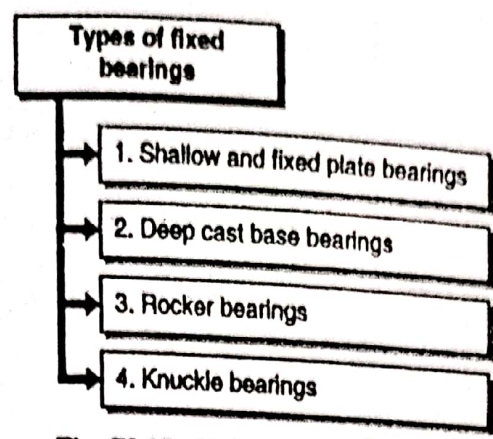 Types of fixed
bearings
1. Shallow and fixed plate bearings
2. Deep cast base bearings
3. Rocker bearings
4. Knuckle bearings